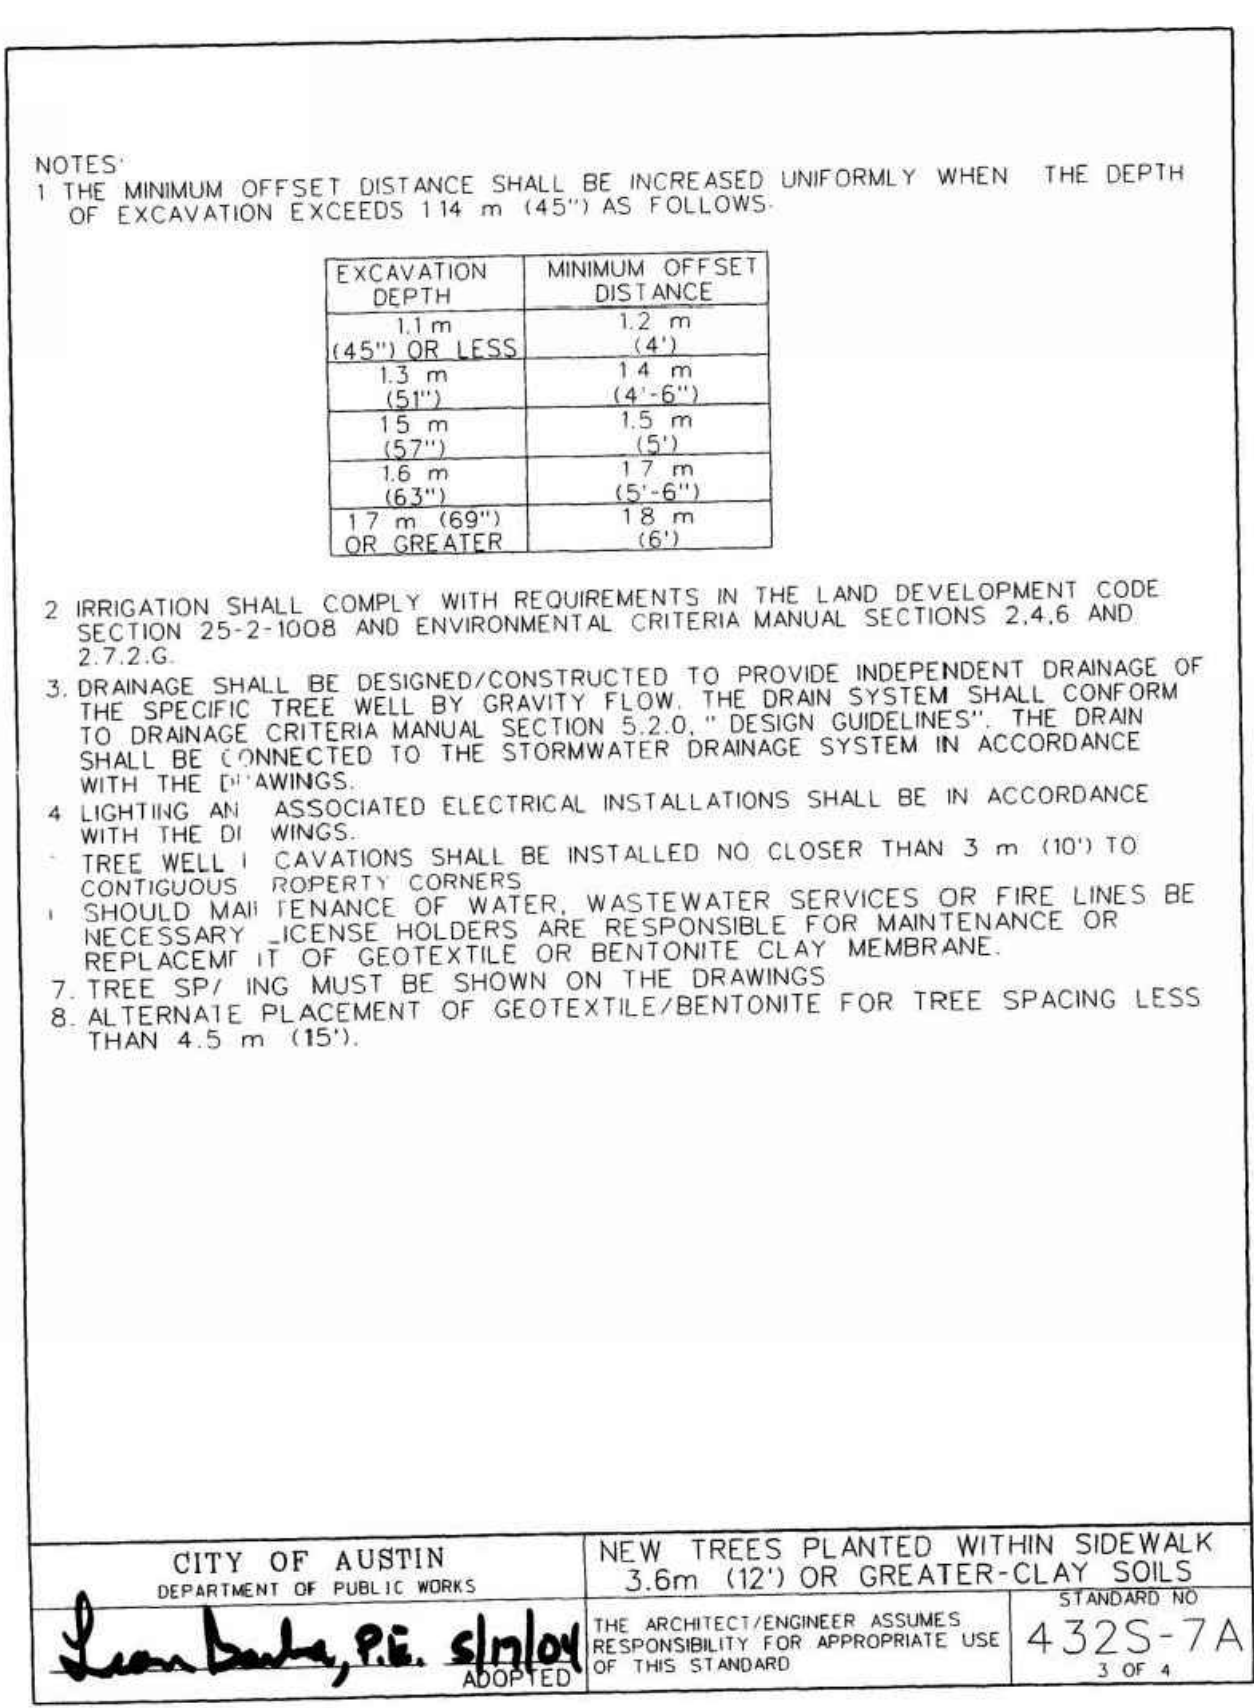 NOTES:
1 THE MINIMUM OFFSET DISTANCE SHALL BE INCREASED UNIFORMLY WHEN THE DEPTH
OF EXCAVATION EXCEEDS 1 14 m (45") AS FOLLOWS.
EXCAVATION
DEPTH
MINIMUM OFFSET
DISTANCE
1.1 m
(45") OR LESS
1.2 m
(4')
1.3 m
(51")
1 4 m
(4'-6")
1 5 m
(57")
1.5 m
(5')
1.6 m
(63")
1 7 m
(5'-6")
1 7 m (69")
OR GREATER
1 8 m
(6')
2 IRRIGATION SHALL COMPLY WITH REQUIREMENTS IN THE LAND DEVELOPMENT CODE
SECTION 25-2-1008 AND ENVIRONMENTAL CRITERIA MANUAL SECTIONS 2,4,6 AND
2.7.2.G.
3. DRAINAGE SHALL BE DESIGNED/CONSTRUCTED TO PROVIDE INDEPENDENT DRAINAGE OF
THE SPECIFIC TREE WELL BY GRAVITY FLOW. THE DRAIN SYSTEM SHALL CONFORM
TO DRAINAGE CRITERIA MANUAL SECTION 5.2.0, " DESIGN GUIDELINES". THE DRAIN
SHALL BE CONNECTED TO THE STORMWATER DRAINAGE SYSTEM IN ACCORDANCE
WITH THE DRAWINGS.
4 LIGHTING AN ASSOCIATED ELECTRICAL INSTALLATIONS SHALL BE IN ACCORDANCE
WITH THE D WINGS.
TREE WELL CAVATIONS SHALL BE INSTALLED NO CLOSER THAN 3 m (10') TO
CONTIGUOUS ROPERTY CORNERS
SHOULD MAINTENANCE OF WATER, WASTEWATER SERVICES OR FIRE LINES BE
NECESSARY LICENSE HOLDERS ARE RESPONSIBLE FOR MAINTENANCE OR
REPLACEMENT OF GEOTEXTILE OR BENTONITE CLAY MEMBRANE.
7. TREE SP ING MUST BE SHOWN ON THE DRAWINGS
8. ALTERNATE PLACEMENT OF GEOTEXTILE/BENTONITE FOR TREE SPACING LESS
THAN 4.5 m (15').
CITY OF AUSTIN
DEPARTMENT OF PUBLIC WORKS
NEW TREES PLANTED WITHIN SIDEWALK
3.6m (12') OR GREATER-CLAY SOILS
P.E. 5/17/04
ADOPTED
THE ARCHITECT/ENGINEER ASSUMES
RESPONSIBILITY FOR APPROPRIATE USE
OF THIS STANDARD
STANDARD NO
432S-7A
3 OF 4